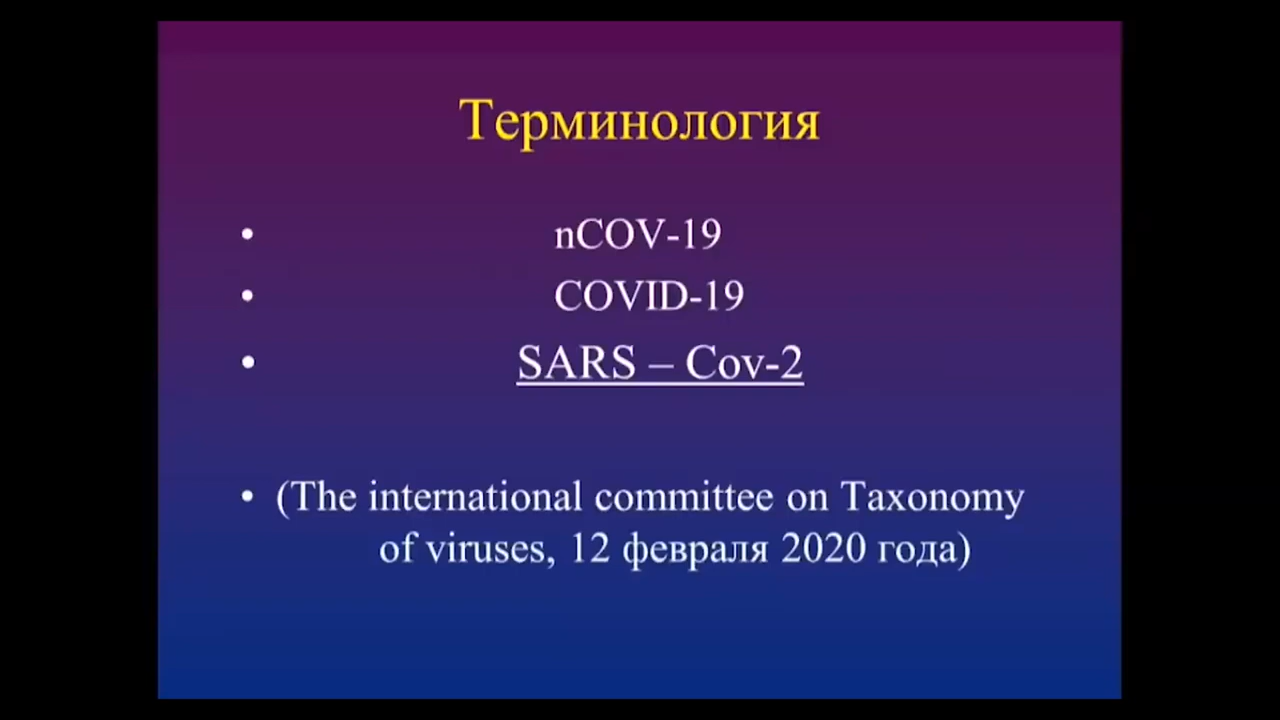 Терминология
• nCOV-19
• COVID-19
• SARS – Cov-2
• (The international committee on Taxonomy
of viruses, 12 февраля 2020 года)